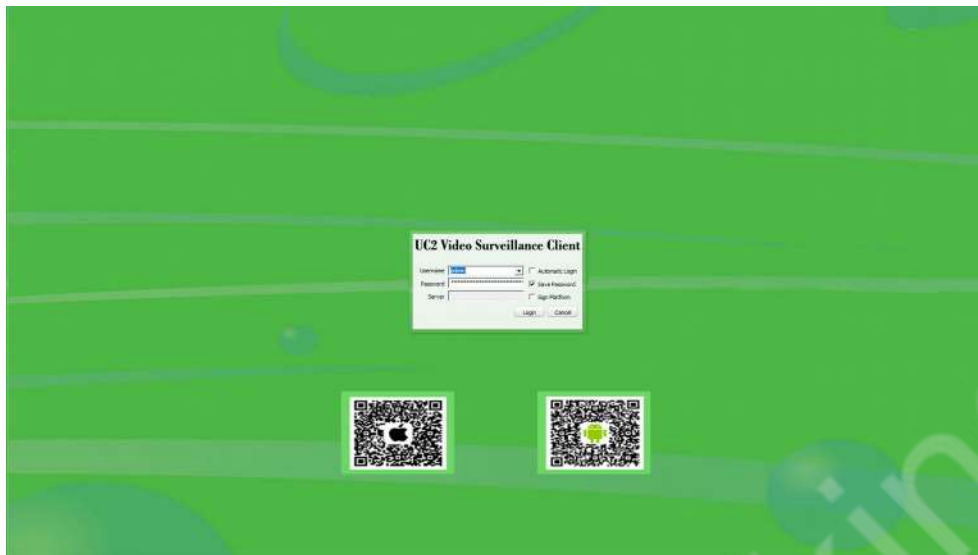 UC2 Video Surveillance Client
Username
Automatic Login
Password
Save Password
Server
Sign Platform
Login Cancel